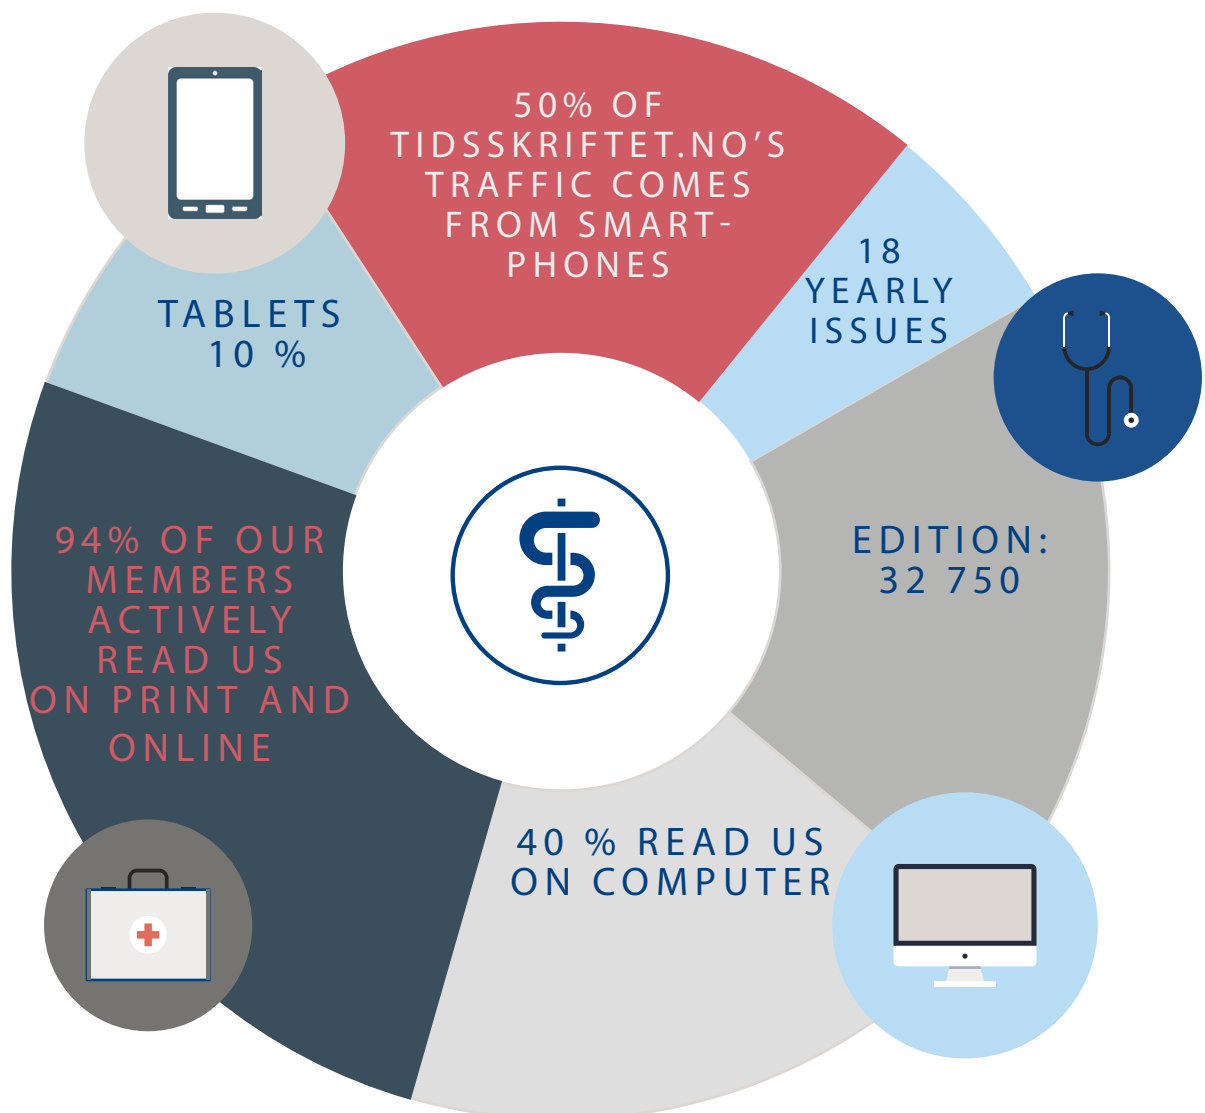 50% OF
TIDSSKRIFTET.NO’S
TRAFFIC COMES
FROM SMART-
PHONES
18
YEARLY
ISSUES
TABLETS
10 %
EDITION:
32 750
94% OF OUR
MEMBERS
ACTIVELY
READ US
ON PRINT AND
ONLINE
40 % READ US
ON COMPUTER